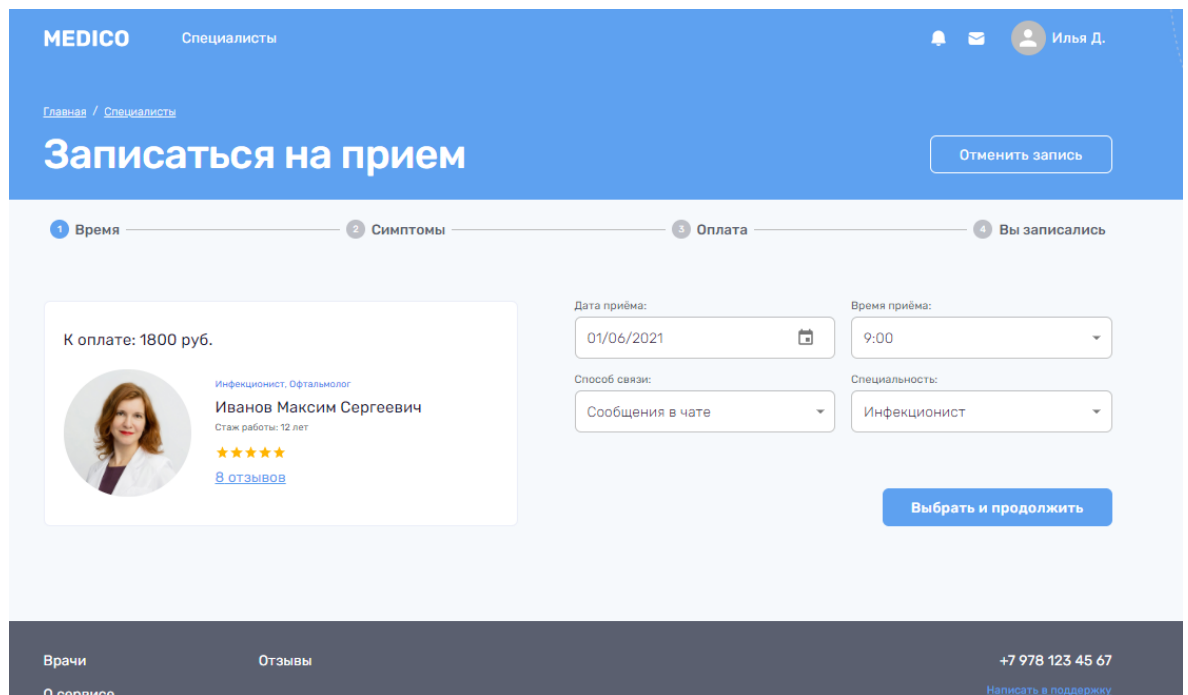 MEDICO Специалисты Илья Д.
Главная / Специалисты
Записаться на прием
Отменить запись
1 Время 2 Симптомы 3 Оплата 4 Вы записались
К оплате: 1800 руб.
Инфекционист, Офтальмолог
Иванов Максим Сергеевич
Стаж работы: 12 лет
8 отзывов
Дата приёма: Время приёма:
01/06/2021 9:00
Способ связи: Специальность:
Сообщения в чате Инфекционист
Выбрать и продолжить
Врачи Отзывы +7 978 123 45 67
О сервисе Написать в поддержку